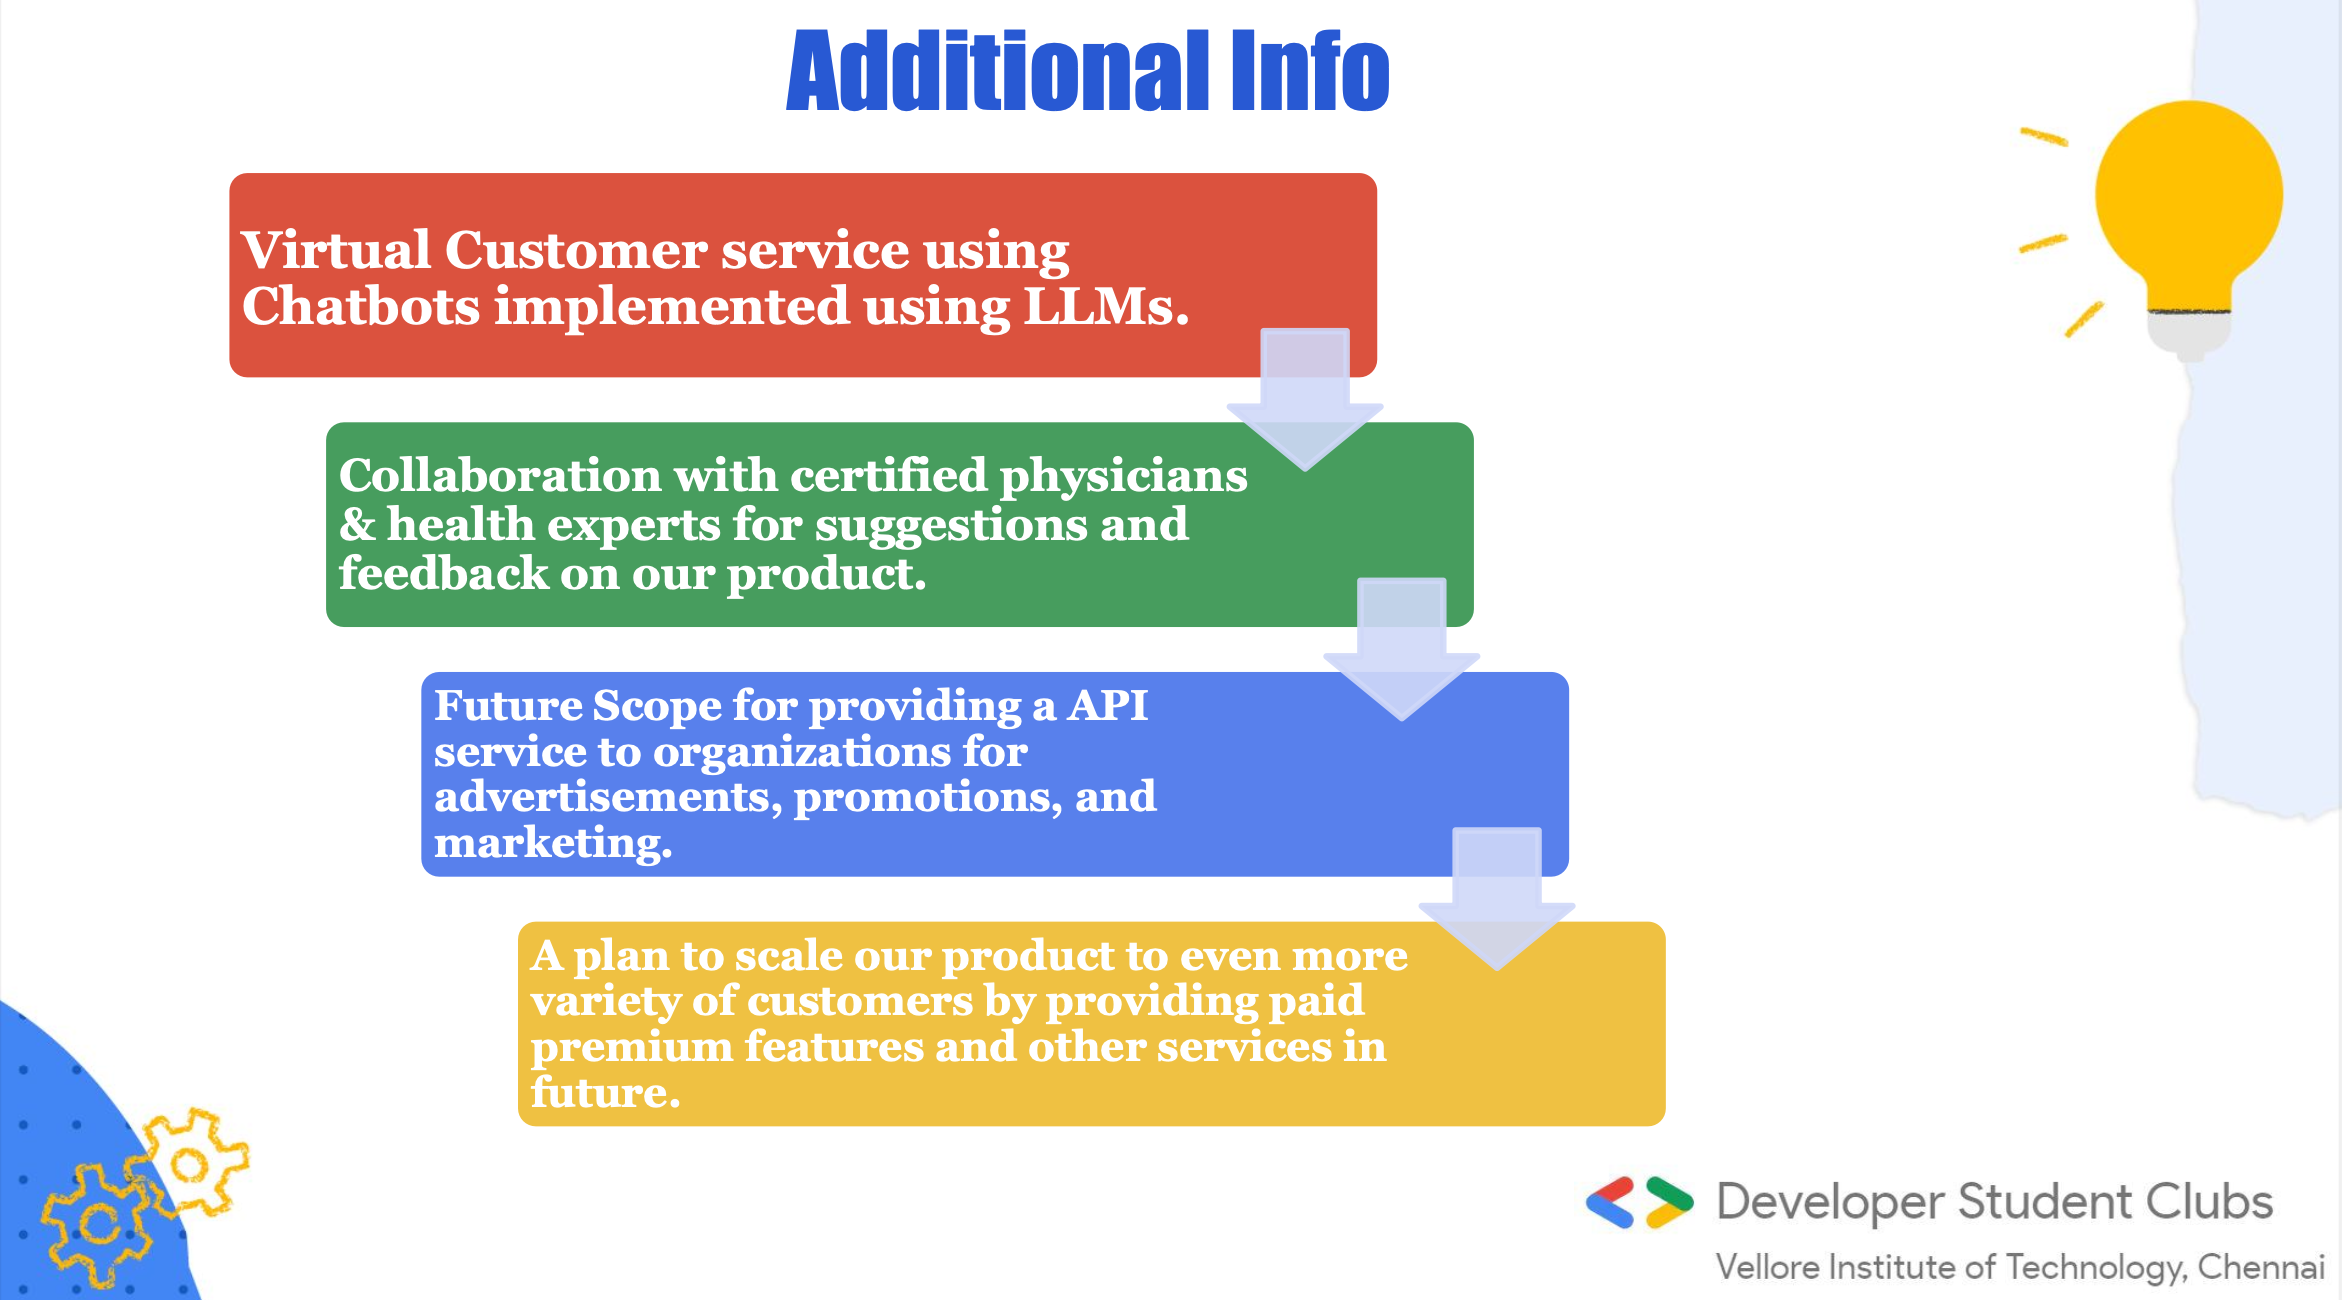 Additional Info
Virtual Customer service using
Chatbots implemented using LLMs.
Collaboration with certified physicians
& health experts for suggestions and
feedback on our product.
Future Scope for providing a API
service to organizations for
advertisements, promotions, and
marketing.
A plan to scale our product to even more
variety of customers by providing paid
premium features and other services in
future.
Developer Student Clubs
Vellore Institute of Technology, Chennai